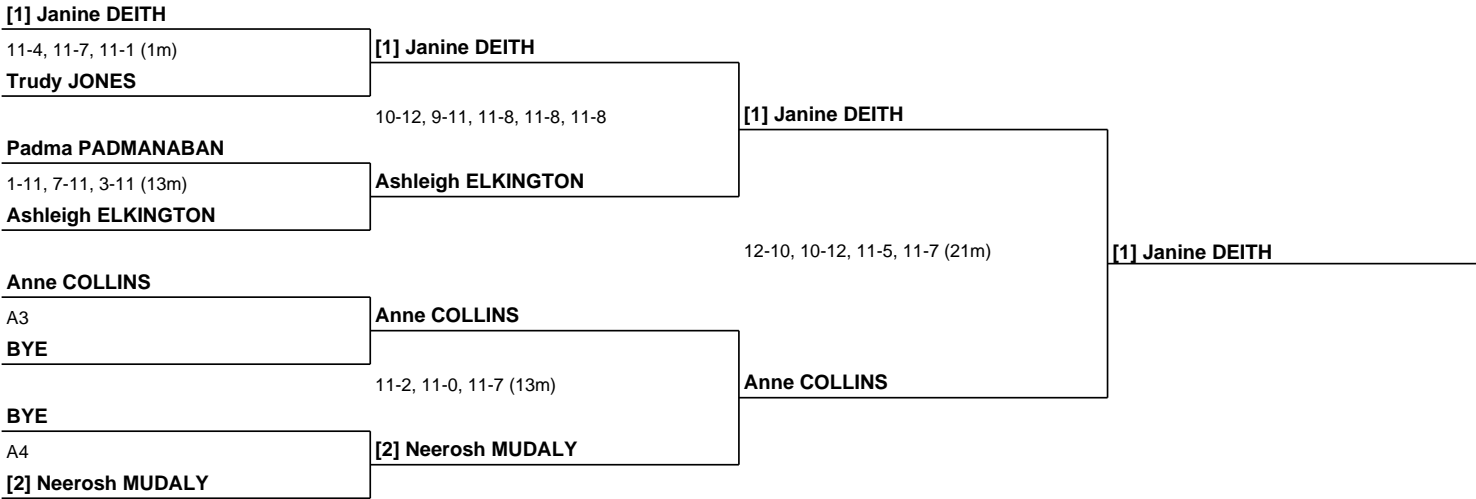 [1] Janine DEITH
11-4, 11-7, 11-1 (1m)
Trudy JONES
Padma PADMANABAN
1-11, 7-11, 3-11 (13m)
Ashleigh ELKINGTON
Anne COLLINS
A3
BYE
BYE
A4
[2] Neerosh MUDALY
[1] Janine DEITH
10-12, 9-11, 11-8, 11-8, 11-8
Ashleigh ELKINGTON
Anne COLLINS
11-2, 11-0, 11-7 (13m)
[2] Neerosh MUDALY
[1] Janine DEITH
12-10, 10-12, 11-5, 11-7 (21m)
Anne COLLINS
[1] Janine DEITH